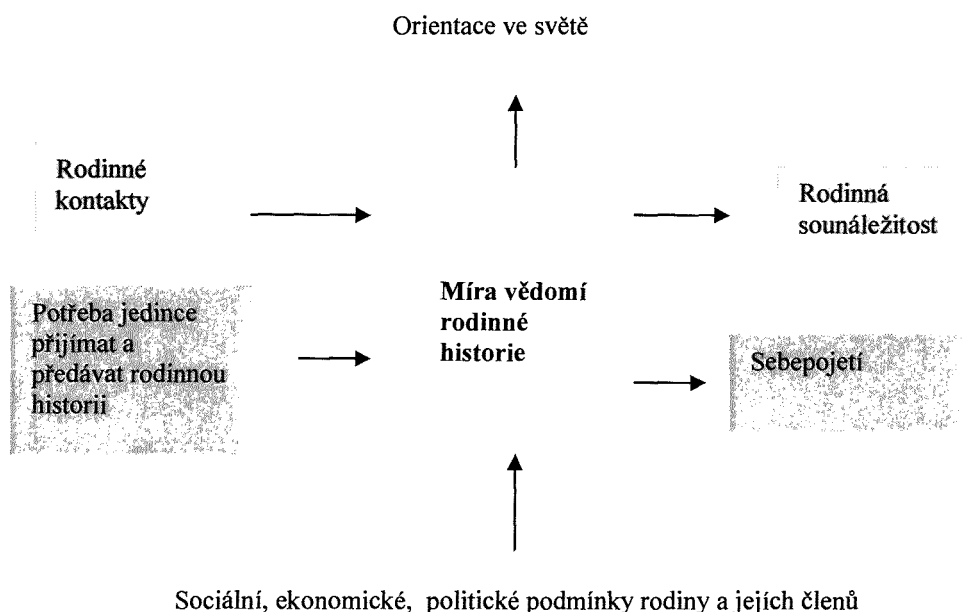 Orientace ve světě
Rodinné
kontakty
Rodinná
sounáležitost
Potřeba jedince
přijímat a
předávat rodinnou
historii
Míra vědomí
rodinné
historie
Sebepojetí
Sociální, ekonomické, politické podmínky rodiny a jejích členů